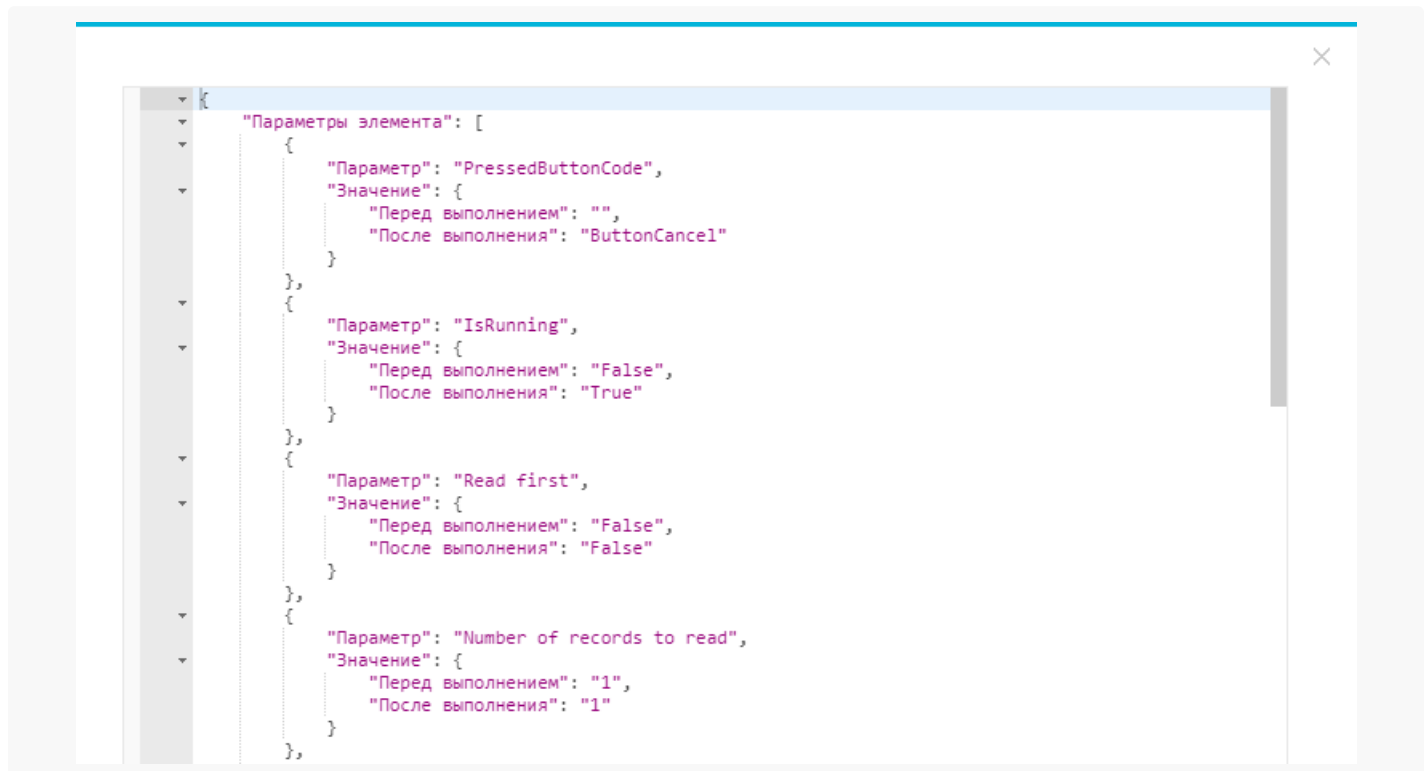 {
"Параметры элемента": [
{
"Параметр": "PressedButtonCode",
"Значение": {
"Перед выполнением": "",
"После выполнения": "ButtonCancel"
}
},
{
"Параметр": "IsRunning",
"Значение": {
"Перед выполнением": "False",
"После выполнения": "True"
}
},
{
"Параметр": "Read first",
"Значение": {
"Перед выполнением": "False",
"После выполнения": "False"
}
},
{
"Параметр": "Number of records to read",
"Значение": {
"Перед выполнением": "1",
"После выполнения": "1"
}
},